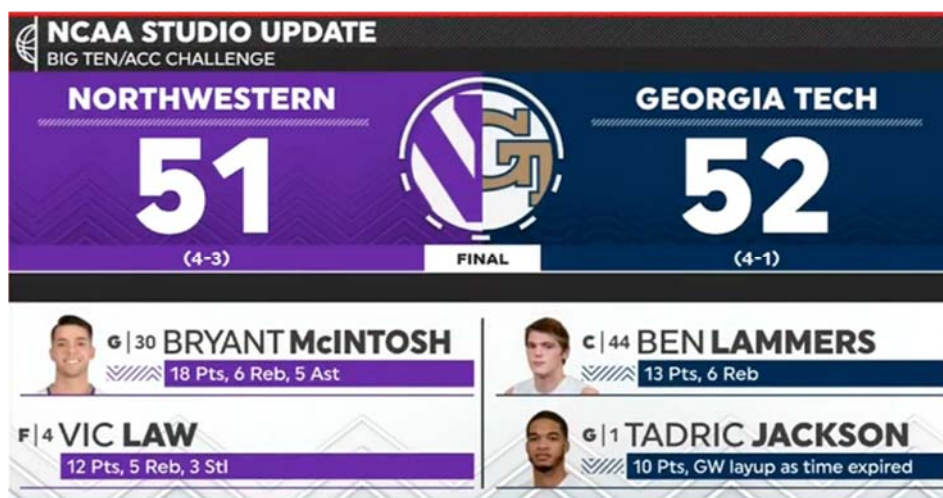 NCAA STUDIO UPDATE
BIG TEN/ACC CHALLENGE
NORTHWESTERN
51
(4-3)
GEORGIA TECH
52
(4-1)
FINAL
G|30 BRYANT McINTOSH
18 Pts, 6 Reb, 5 Ast
F|4 VIC LAW
12 Pts, 5 Reb, 3 Stl
C|44 BEN LAMMERS
13 Pts, 6 Reb
G|1 TADRIC JACKSON
10 Pts, GW layup as time expired